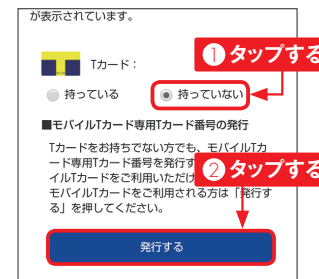 が表示されています。
Tカード：
① タップする
持っている
持っていない
■モバイルTカード専用Tカード番号の発行
Tカードをお持ちでない方でも、モバイルTカ
ード専用Tカード番号を発行す
イルTカードをご利用いただけ
② タップする
モバイルTカードをご利用される方は「発行す
る」を押してください。
発行する